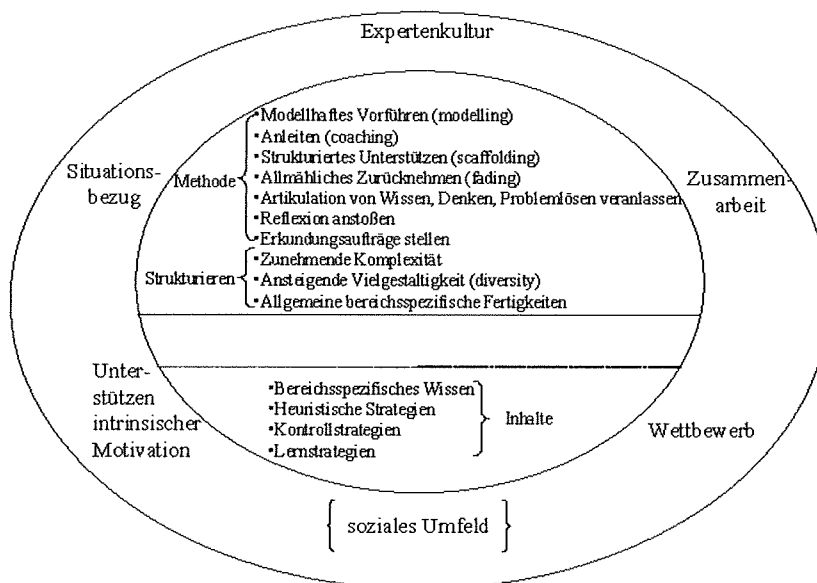 Expertenkultur
Situations-
bezug
Methode
•Modellhaftes Vorführen (modelling)
•Anleiten (coaching)
•Strukturiertes Unterstützen (scaffolding)
•Allmähliches Zurücknehmen (fading)
•Artikulation von Wissen, Denken, Problemlösen veranlassen
•Reflexion anstoßen
•Erkundungsaufträge stellen
Zusammen-
arbeit
Strukturieren
•Zunehmende Komplexität
•Ansteigende Vielgestaltigkeit (diversity)
•Allgemeine bereichsspezifische Fertigkeiten
Unter-
stützen
intrinsischer
Motivation
•Bereichsspezifisches Wissen
•Heuristische Strategien
•Kontrollstrategien
•Lernstrategien
Inhalte
Wettbewerb
{ soziales Umfeld }